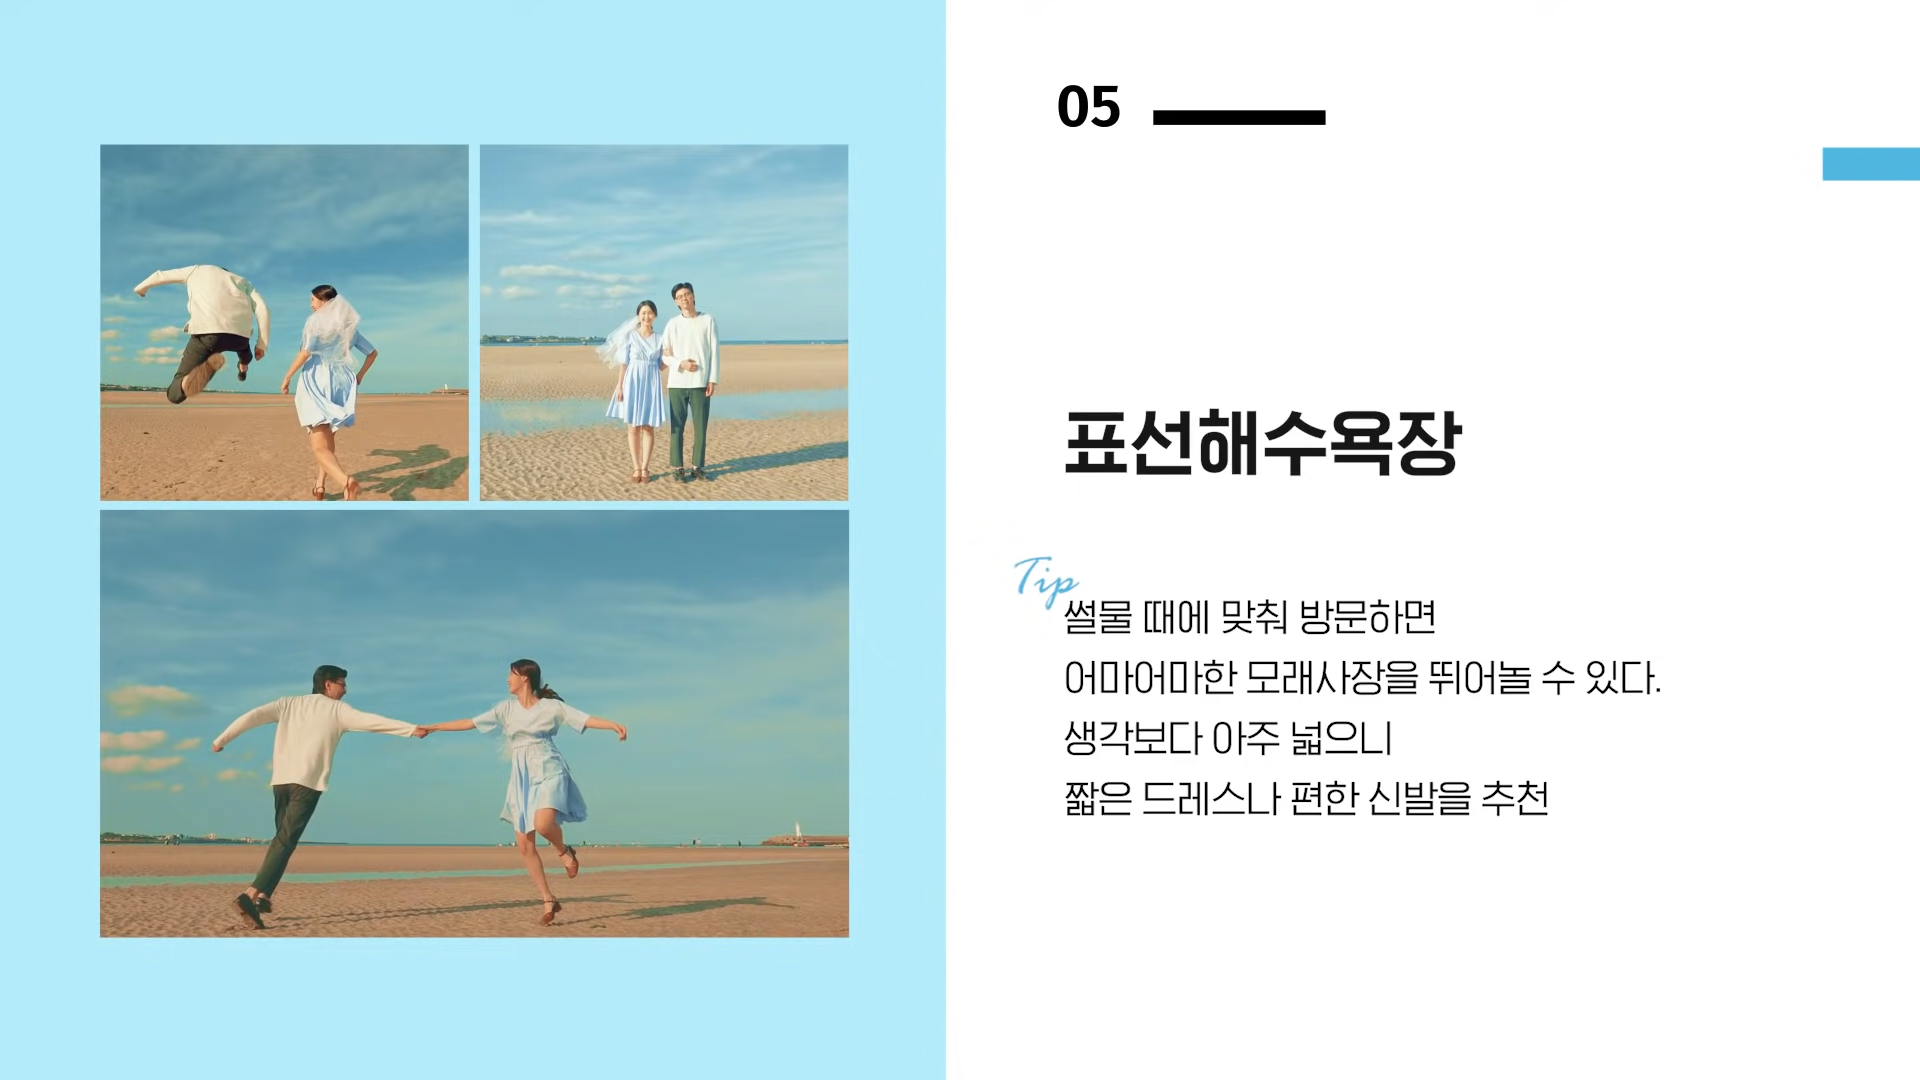 05
표선해수욕장
Tip
썰물 때에 맞춰 방문하면
어마어마한 모래사장을 뛰어놀 수 있다.
생각보다 아주 넓으니
짧은 드레스나 편한 신발을 추천